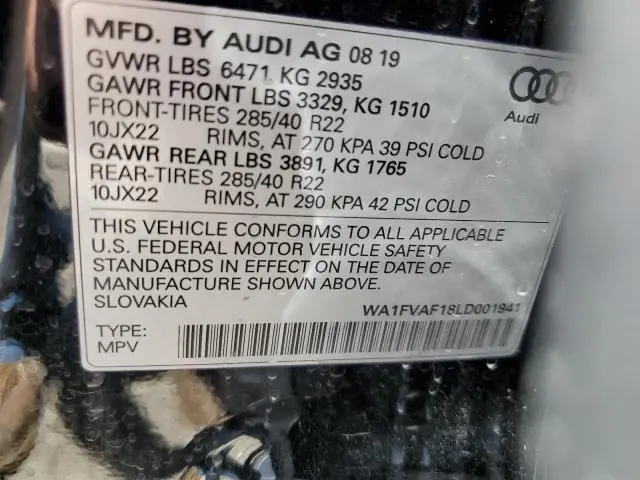 MFD. BY AUDI AG 08 19
GVWR LBS 6471, KG 2935
GAWR FRONT LBS 3329, KG 1510
FRONT-TIRES 285/40 R22
10JX22 RIMS, AT 270 KPA 39 PSI COLD
GAWR REAR LBS 3891, KG 1765
REAR-TIRES 285/40 R22
10JX22 RIMS, AT 290 KPA 42 PSI COLD
Audi
THIS VEHICLE CONFORMS TO ALL APPLICABLE
U.S. FEDERAL MOTOR VEHICLE SAFETY
STANDARDS IN EFFECT ON THE DATE OF
MANUFACTURE SHOWN ABOVE.
SLOVAKIA
WA1FVAF18LD001941
TYPE:
MPV